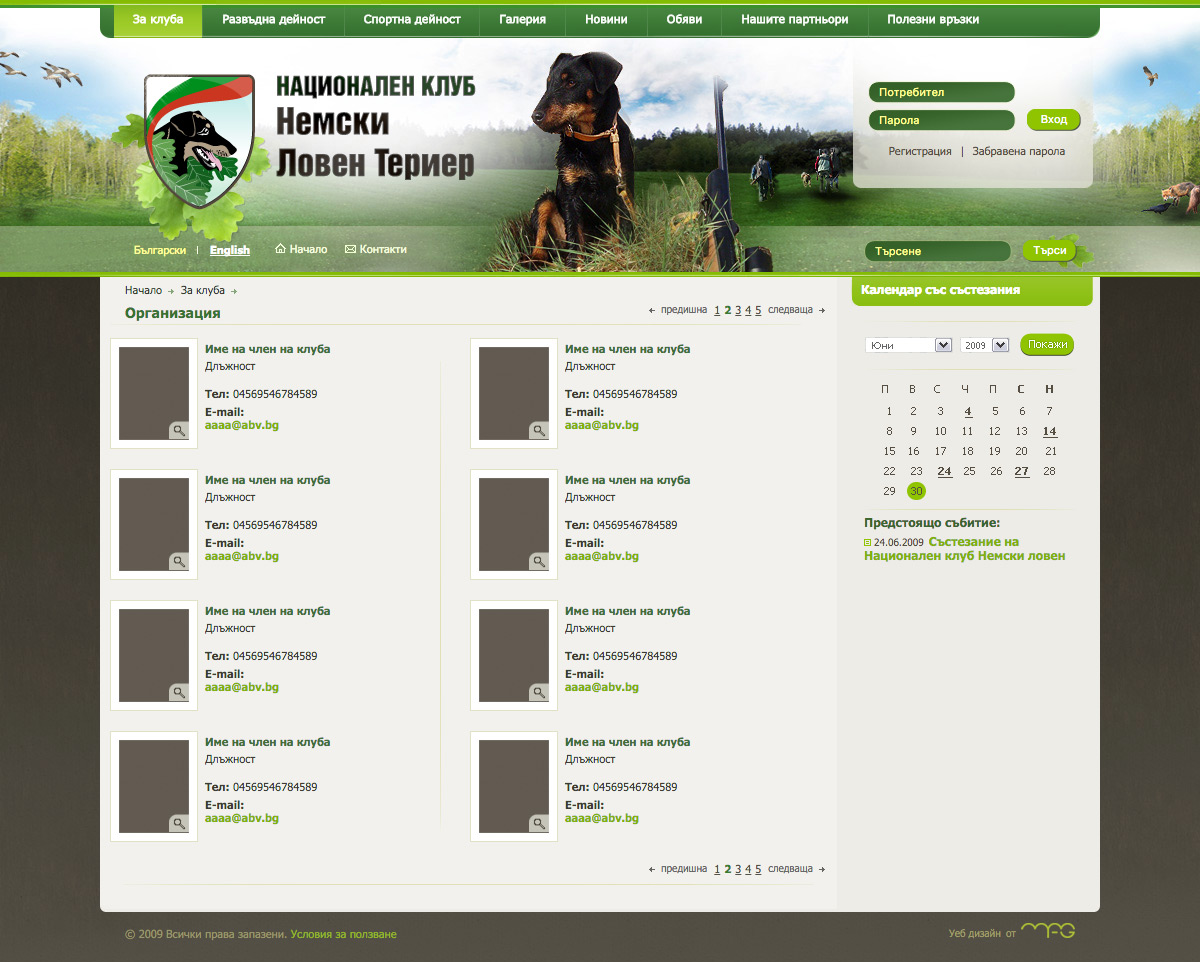 За клуба Развъдна дейност Спортна дейност Галерия Новини Обяви Нашите партньори Полезни връзки
НАЦИОНАЛЕН КЛУБ
Немски
Ловен Териер
Потребител
Парола
Вход
Регистрация | Забравена парола
Български | English Начало Контакти
Търсене Търси
Начало → За клуба →
Организация
← предишна 1 2 3 4 5 следваща →
Име на член на клуба
Длъжност
Тел: 04569546784589
E-mail:
aaaa@abv.bg
Име на член на клуба
Длъжност
Тел: 04569546784589
E-mail:
aaaa@abv.bg
Име на член на клуба
Длъжност
Тел: 04569546784589
E-mail:
aaaa@abv.bg
Име на член на клуба
Длъжност
Тел: 04569546784589
E-mail:
aaaa@abv.bg
Име на член на клуба
Длъжност
Тел: 04569546784589
E-mail:
aaaa@abv.bg
Име на член на клуба
Длъжност
Тел: 04569546784589
E-mail:
aaaa@abv.bg
Име на член на клуба
Длъжност
Тел: 04569546784589
E-mail:
aaaa@abv.bg
Име на член на клуба
Длъжност
Тел: 04569546784589
E-mail:
aaaa@abv.bg
← предишна 1 2 3 4 5 следваща →
Календар със състезания
Юни 2009 Покажи
П В С Ч П С Н
1 2 3 4 5 6 7
8 9 10 11 12 13 14
15 16 17 18 19 20 21
22 23 24 25 26 27 28
29 30
Предстоящо събитие:
24.06.2009 Състезание на
Национален клуб Немски ловен
© 2009 Всички права запазени. Условия за ползване
Уеб дизайн от